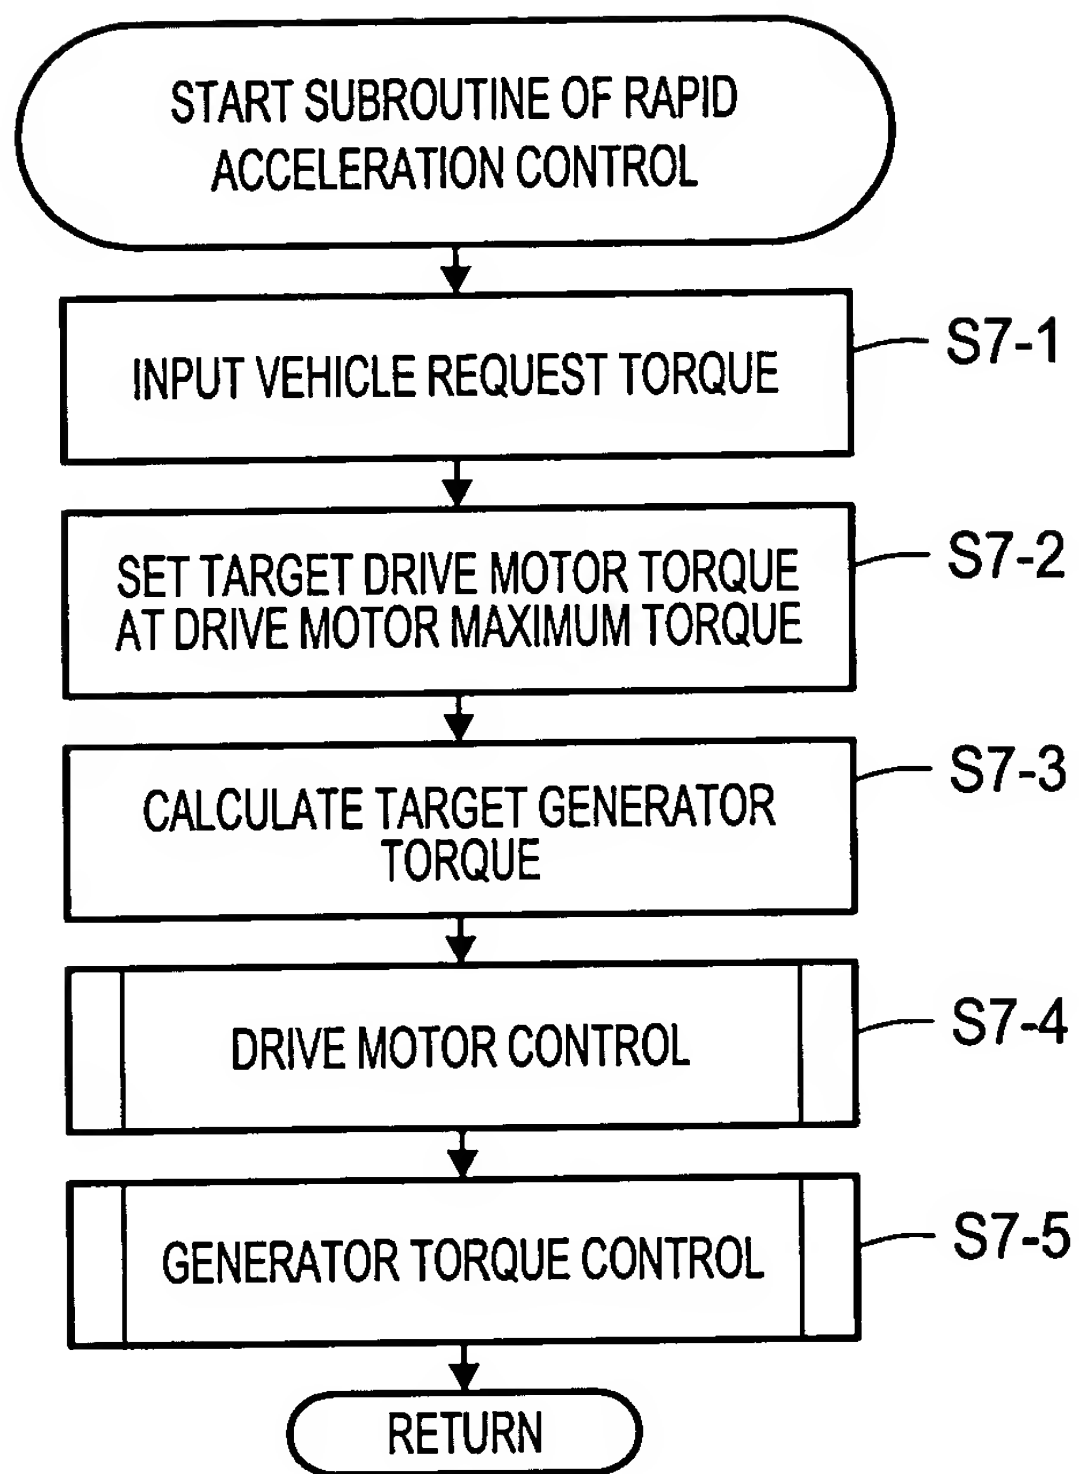 START SUBROUTINE OF RAPID
ACCELERATION CONTROL
INPUT VEHICLE REQUEST TORQUE
S7-1
SET TARGET DRIVE MOTOR TORQUE
AT DRIVE MOTOR MAXIMUM TORQUE
S7-2
CALCULATE TARGET GENERATOR
TORQUE
S7-3
DRIVE MOTOR CONTROL
S7-4
GENERATOR TORQUE CONTROL
S7-5
RETURN